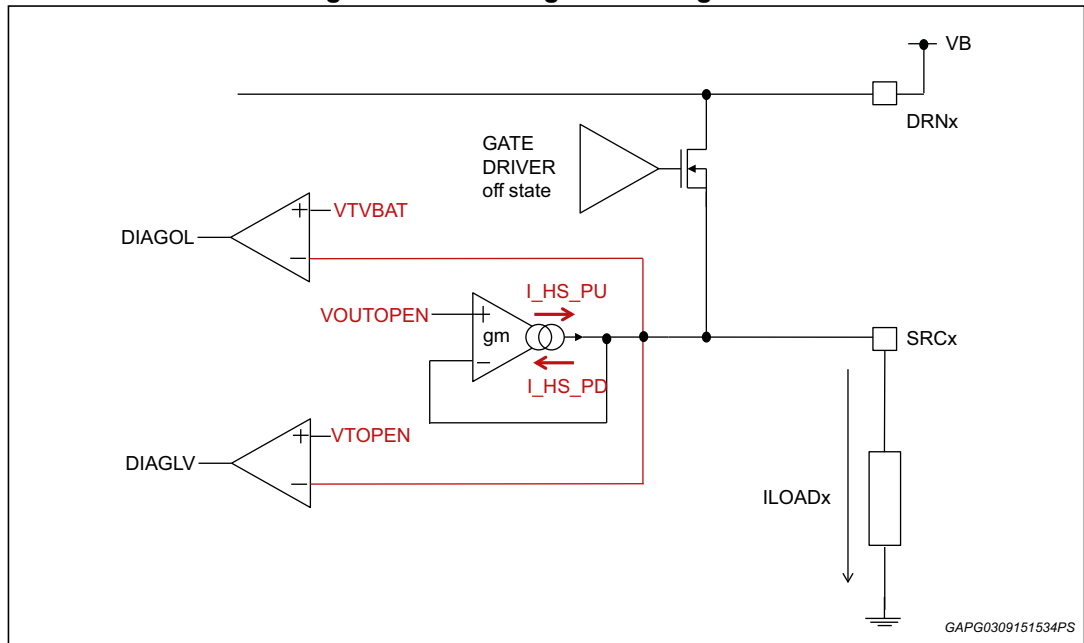 VB
DRNx
GATE
DRIVER
off state
+
VTVBAT
DIAGOL
−
I_HS_PU
VOUTOPEN
+
gm
SRCx
−
I_HS_PD
+
VTOPEN
DIAGLV
−
ILOADx
GAPG0309151534PS